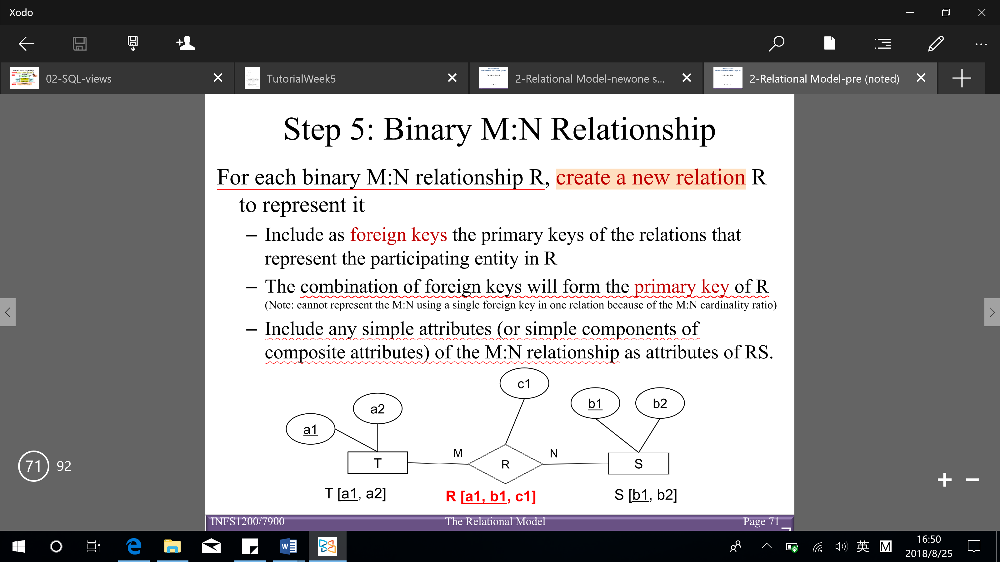 Xodo
02-SQL-views
TutorialWeek5
2-Relational Model-newone s...
2-Relational Model-pre (noted)
Step 5: Binary M:N Relationship
For each binary M:N relationship R, create a new relation R
to represent it
– Include as foreign keys the primary keys of the relations that
represent the participating entity in R
– The combination of foreign keys will form the primary key of R
(Note: cannot represent the M:N using a single foreign key in one relation because of the M:N cardinality ratio)
– Include any simple attributes (or simple components of
composite attributes) of the M:N relationship as attributes of RS.
c1
a2
b1
b2
a1
M
N
T
R
S
T [a1, a2]
R [a1, b1, c1]
S [b1, b2]
71 92
INFS1200/7900
The Relational Model
Page 71
英
M
16:50
2018/8/25